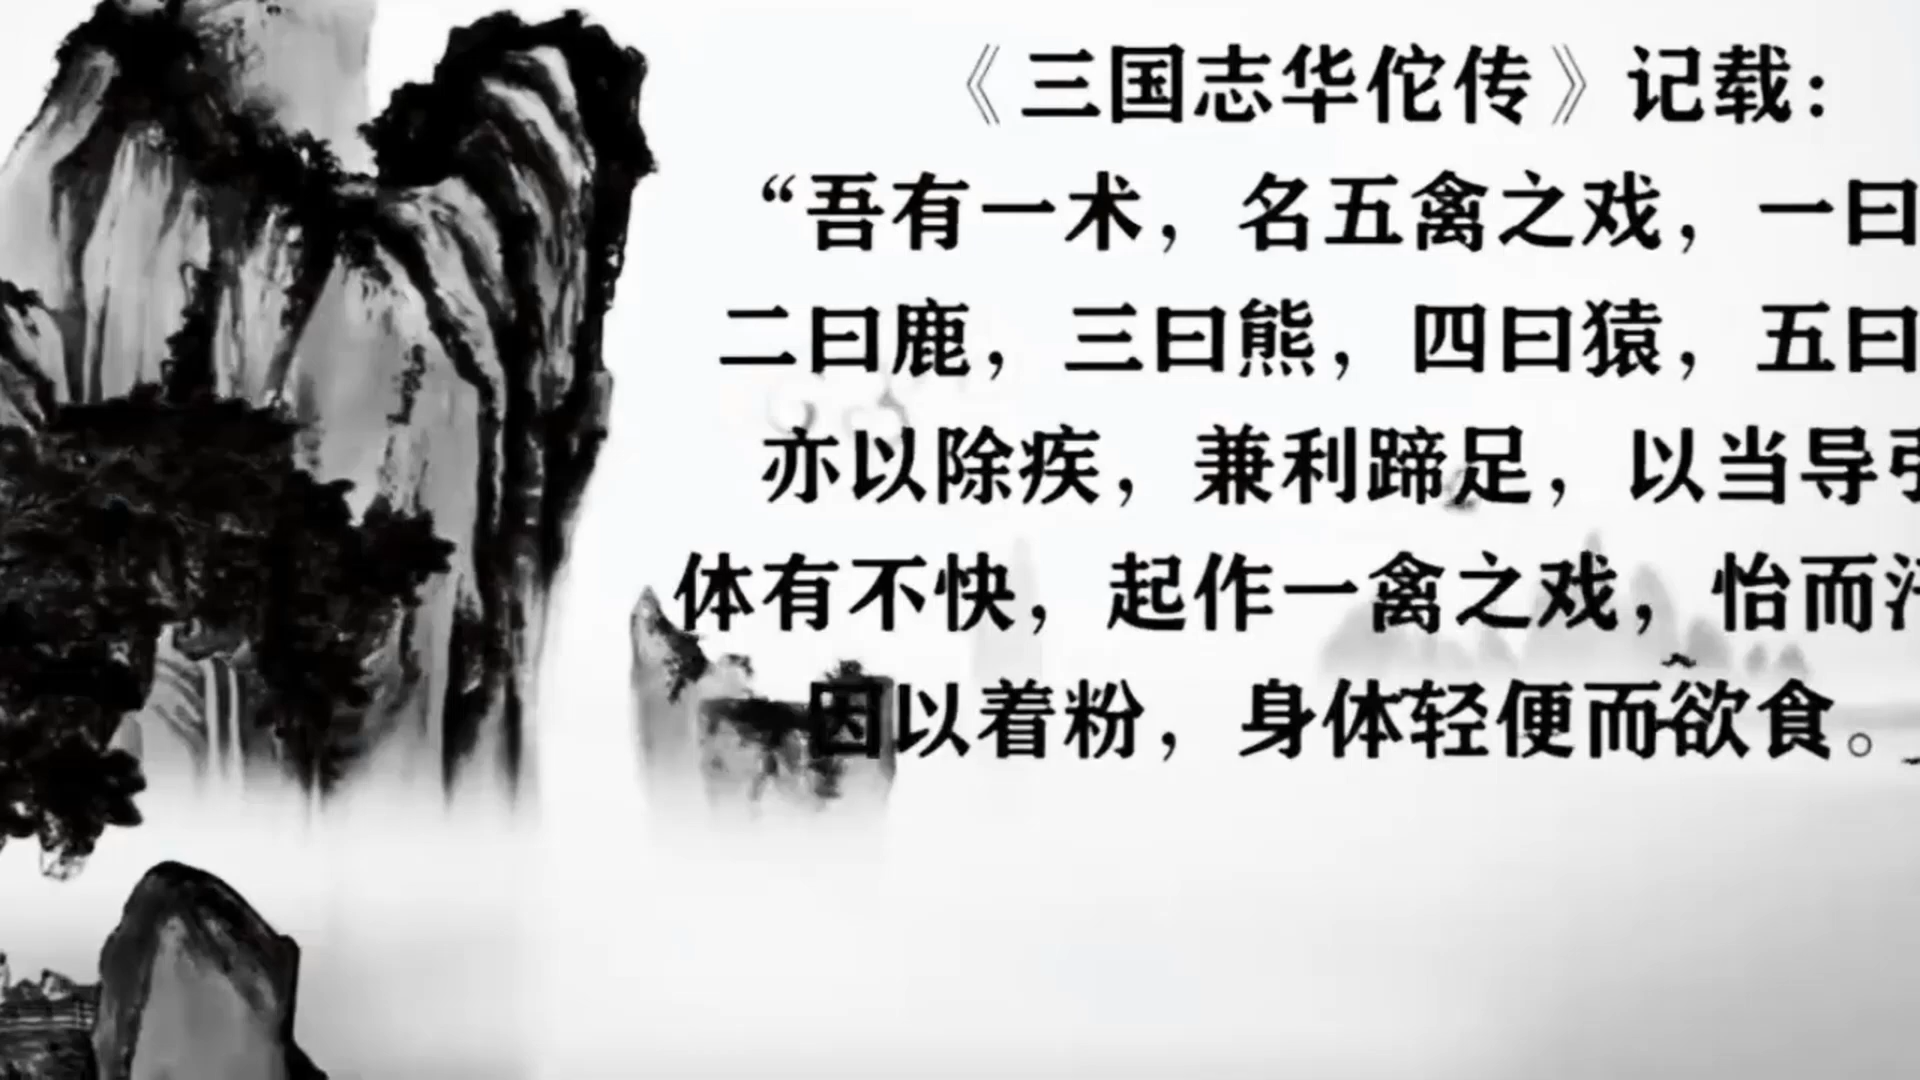 《三国志华佗传》记载：
“吾有一术，名五禽之戏，一曰
二曰鹿，三曰熊，四曰猿，五曰
亦以除疾，兼利蹄足，以当导
体有不快，起作一禽之戏，怡而
因以着粉，身体轻便而欲食。